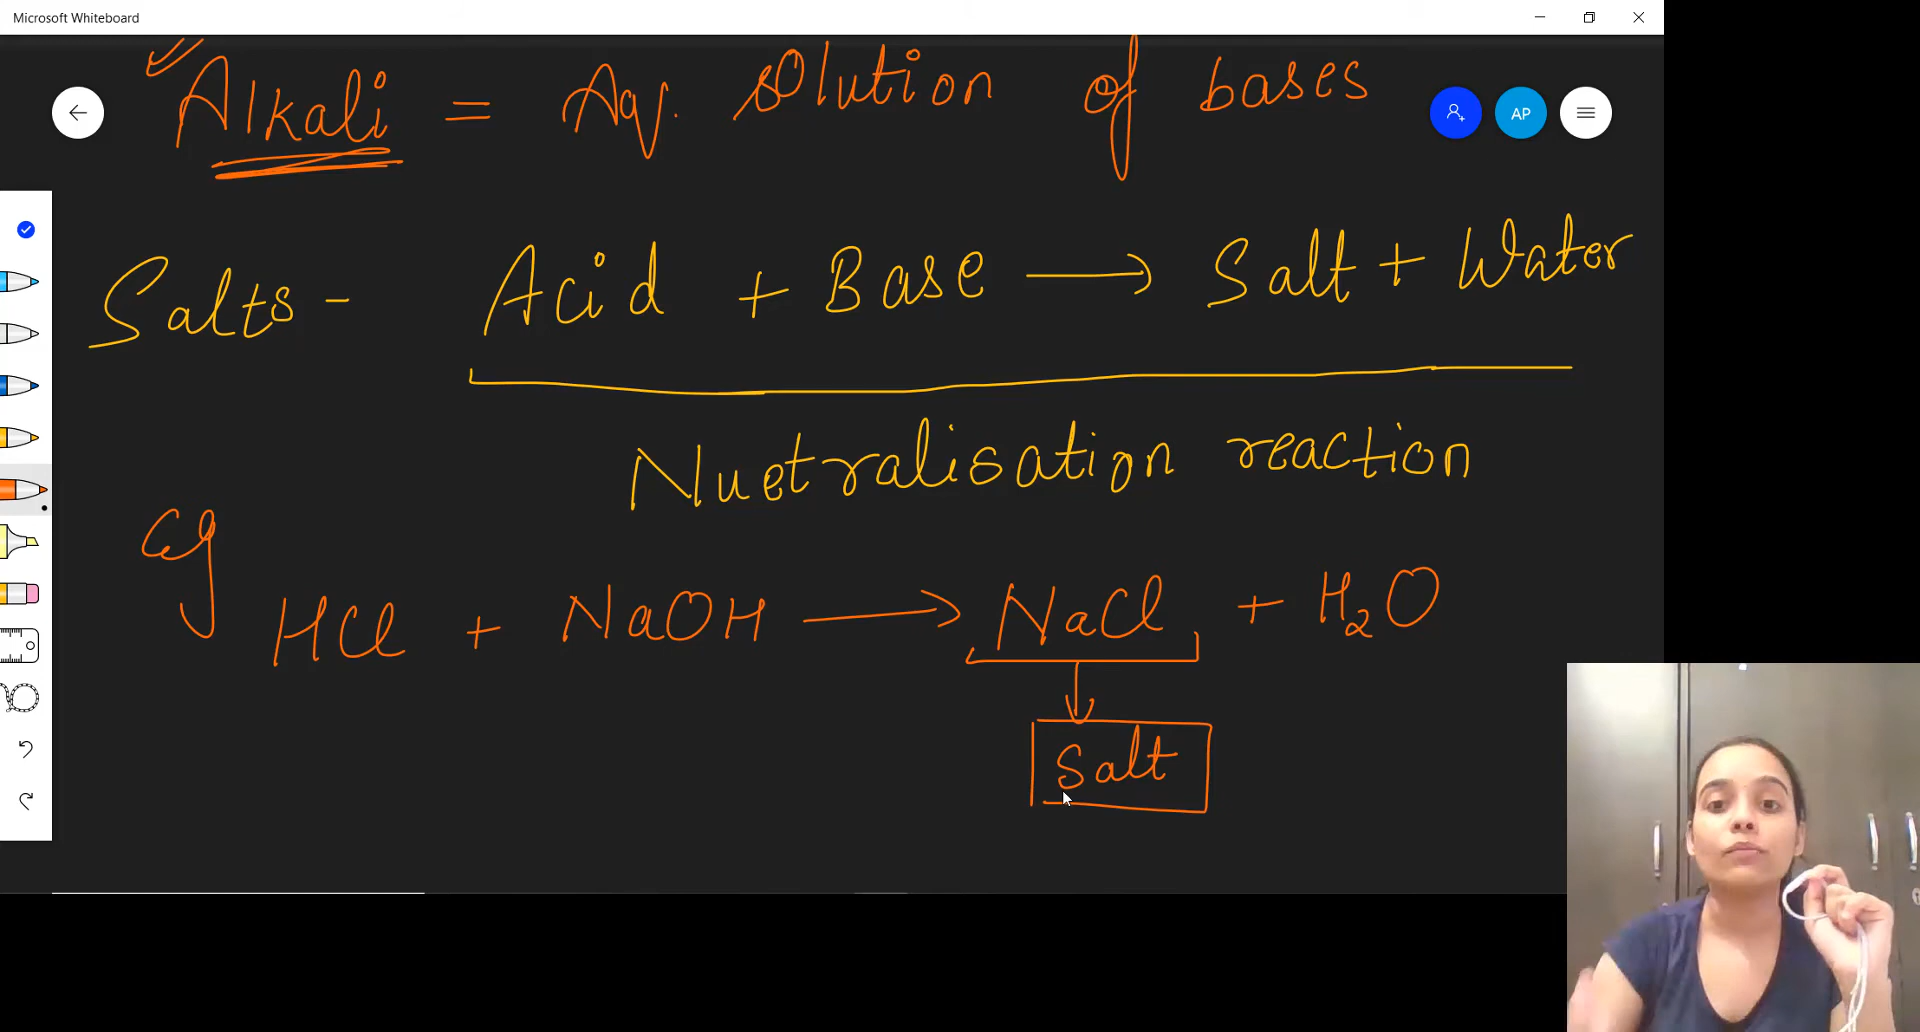 Microsoft Whiteboard
Alkali = Aq. solution of bases
AP
Salts - Acid + Base → Salt + Water
Nuetralisation reaction
eg
HCl + NaOH → NaCl + H₂O
Salt